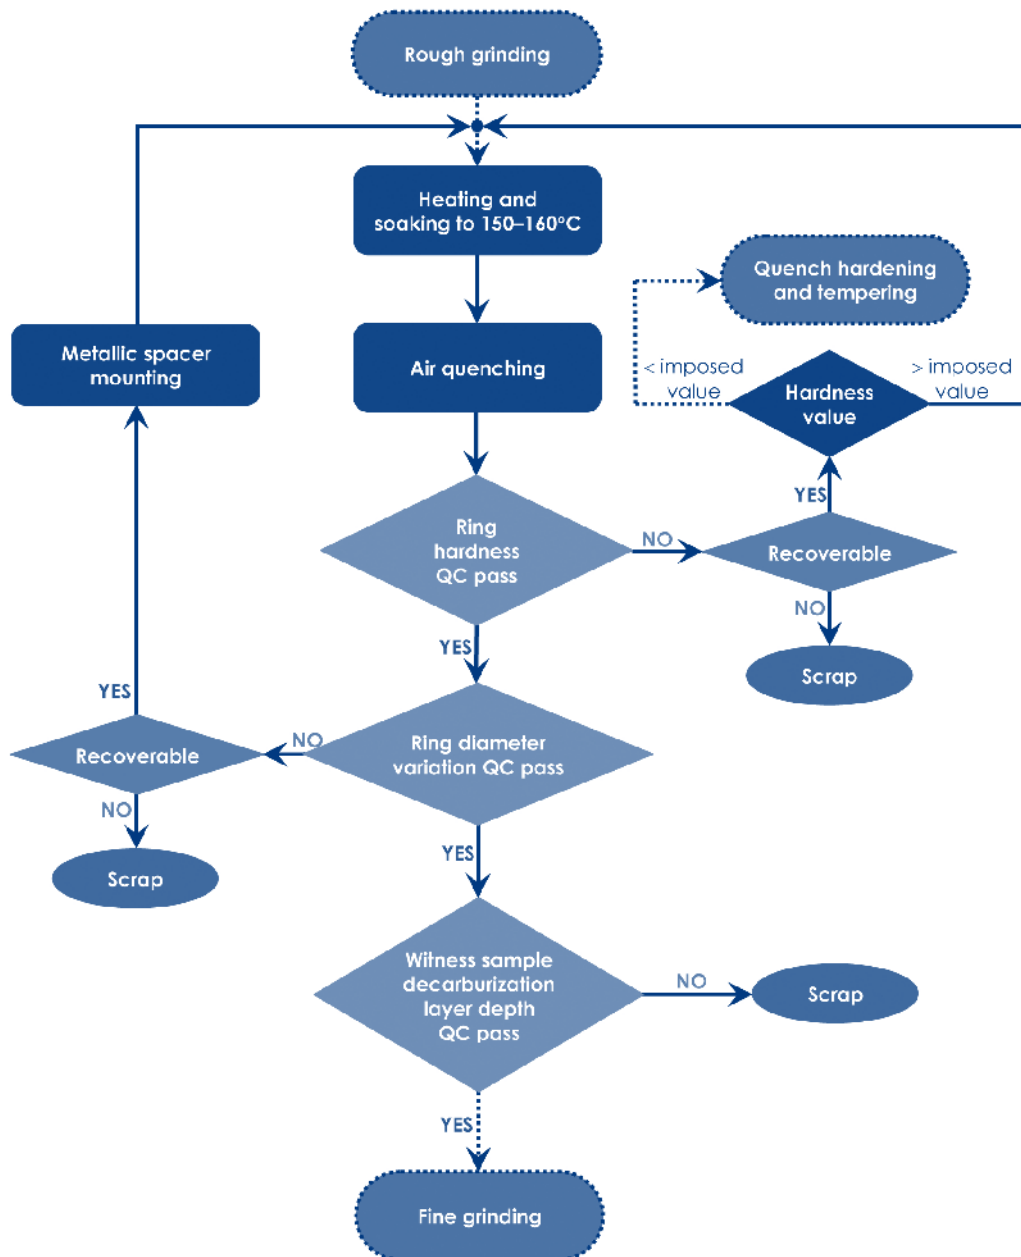 Rough grinding
Heating and
soaking to 150–160°C
Quench hardening
and tempering
Metallic spacer
mounting
Air quenching
< imposed
value
Hardness
value
> imposed
value
YES
Ring
hardness
QC pass
NO
Recoverable
NO
YES
Scrap
YES
Recoverable
NO
Ring diameter
variation QC pass
NO
YES
Scrap
Witness sample
decarburization
layer depth
QC pass
NO
Scrap
YES
Fine grinding